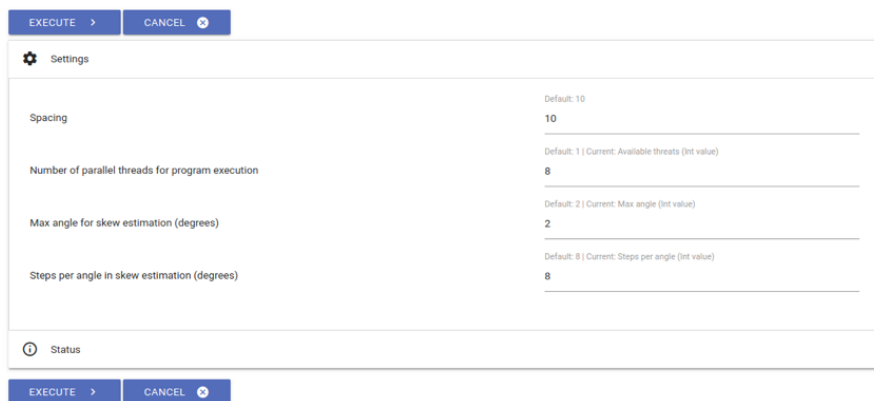 EXECUTE > CANCEL
Settings
Default: 10
Spacing 10
Default: 1 | Current: Available threats (Int value)
Number of parallel threads for program execution 8
Default: 2 | Current: Max angle (Int value)
Max angle for skew estimation (degrees) 2
Default: 8 | Current: Steps per angle (Int value)
Steps per angle in skew estimation (degrees) 8
Status
EXECUTE > CANCEL